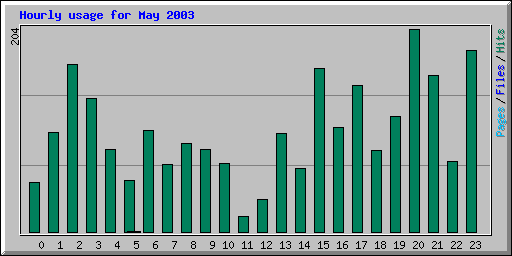 Hourly usage for May 2003
204
Pages / Files / Hits
0 1 2 3 4 5 6 7 8 9 10 11 12 13 14 15 16 17 18 19 20 21 22 23